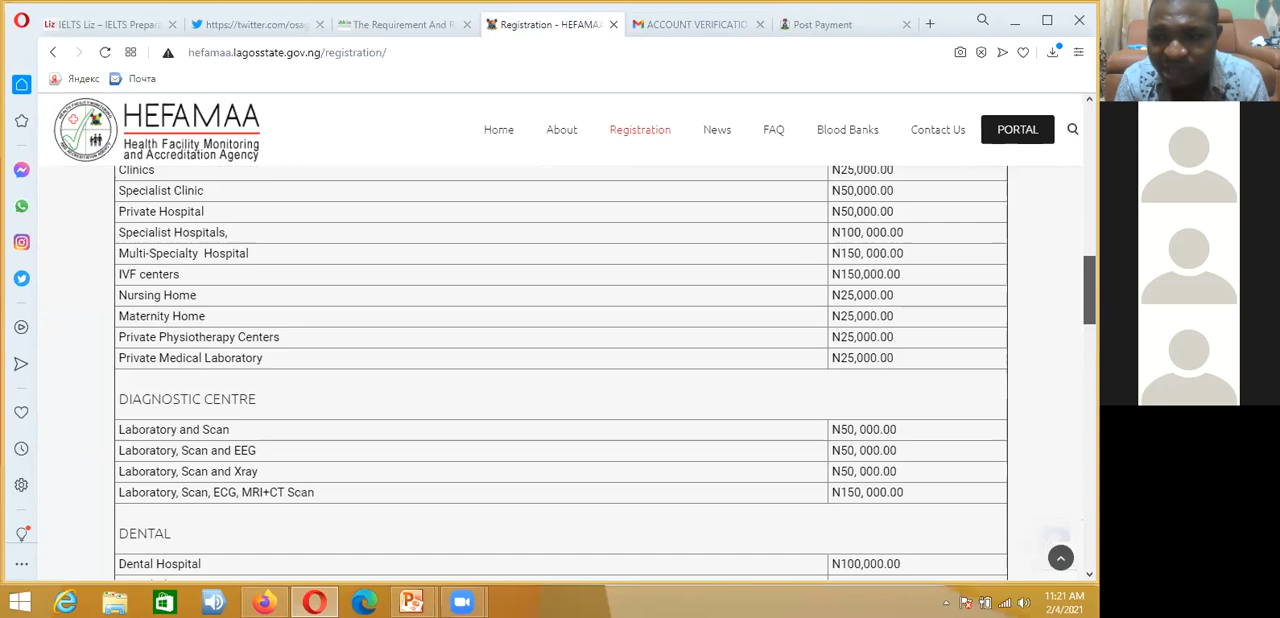 Liz IELTS Liz – IELTS Prepara
https://twitter.com/osag
The Requirement And R
Registration - HEFAMAA
ACCOUNT VERIFICATIO
Post Payment
hefamaa.lagosstate.gov.ng/registration/
Яндекс
Почта
HEFAMAA
Health Facility Monitoring
and Accreditation Agency
Home
About
Registration
News
FAQ
Blood Banks
Contact Us
PORTAL
Clinics N25,000.00
Specialist Clinic N50,000.00
Private Hospital N50,000.00
Specialist Hospitals, N100, 000.00
Multi-Specialty Hospital N150, 000.00
IVF centers N150,000.00
Nursing Home N25,000.00
Maternity Home N25,000.00
Private Physiotherapy Centers N25,000.00
Private Medical Laboratory N25,000.00
DIAGNOSTIC CENTRE
Laboratory and Scan N50, 000.00
Laboratory, Scan and EEG N50, 000.00
Laboratory, Scan and Xray N50, 000.00
Laboratory, Scan, ECG, MRI+CT Scan N150, 000.00
DENTAL
Dental Hospital N100,000.00
11:21 AM
2/4/2021